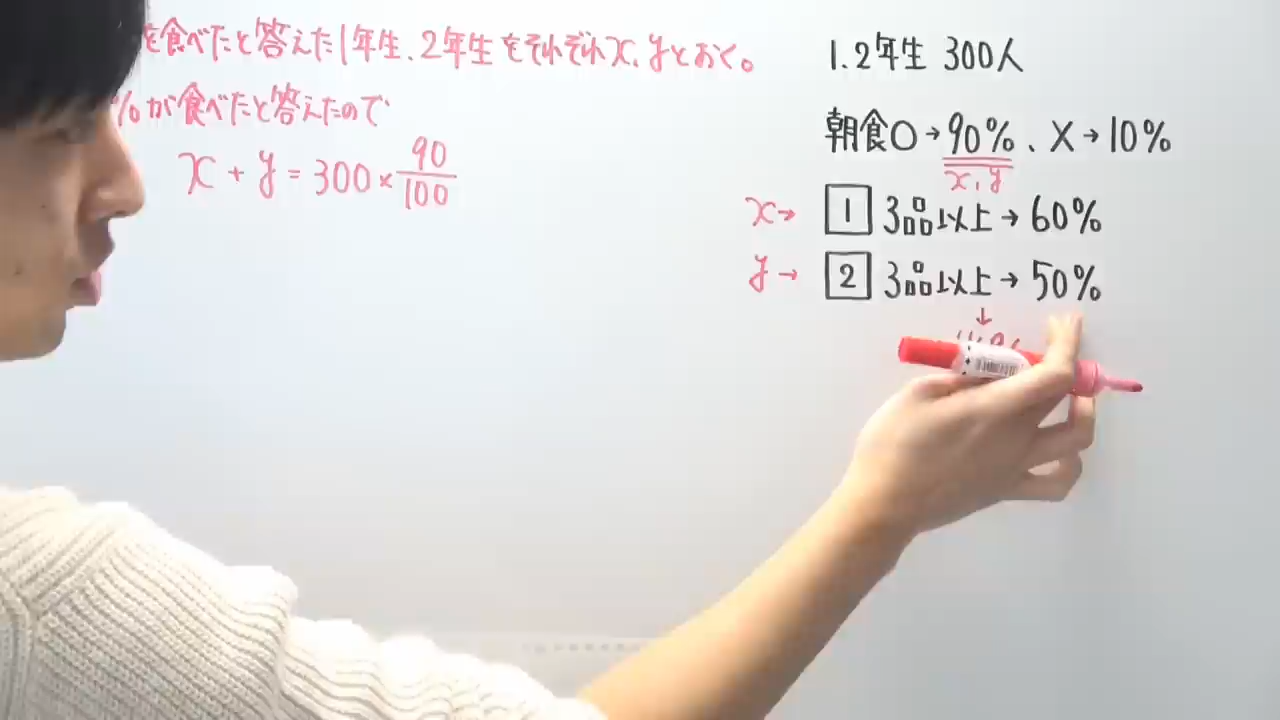 を食べたと答えた1年生、2年生をそれぞれx、yとおく。
%が食べたと答えたので
x + y = 300 × 90/100
1.2年生 300人
朝食○→90%、X→10%
x, y
x→ 1 3品以上→60%
y→ 2 3品以上→50%
↓